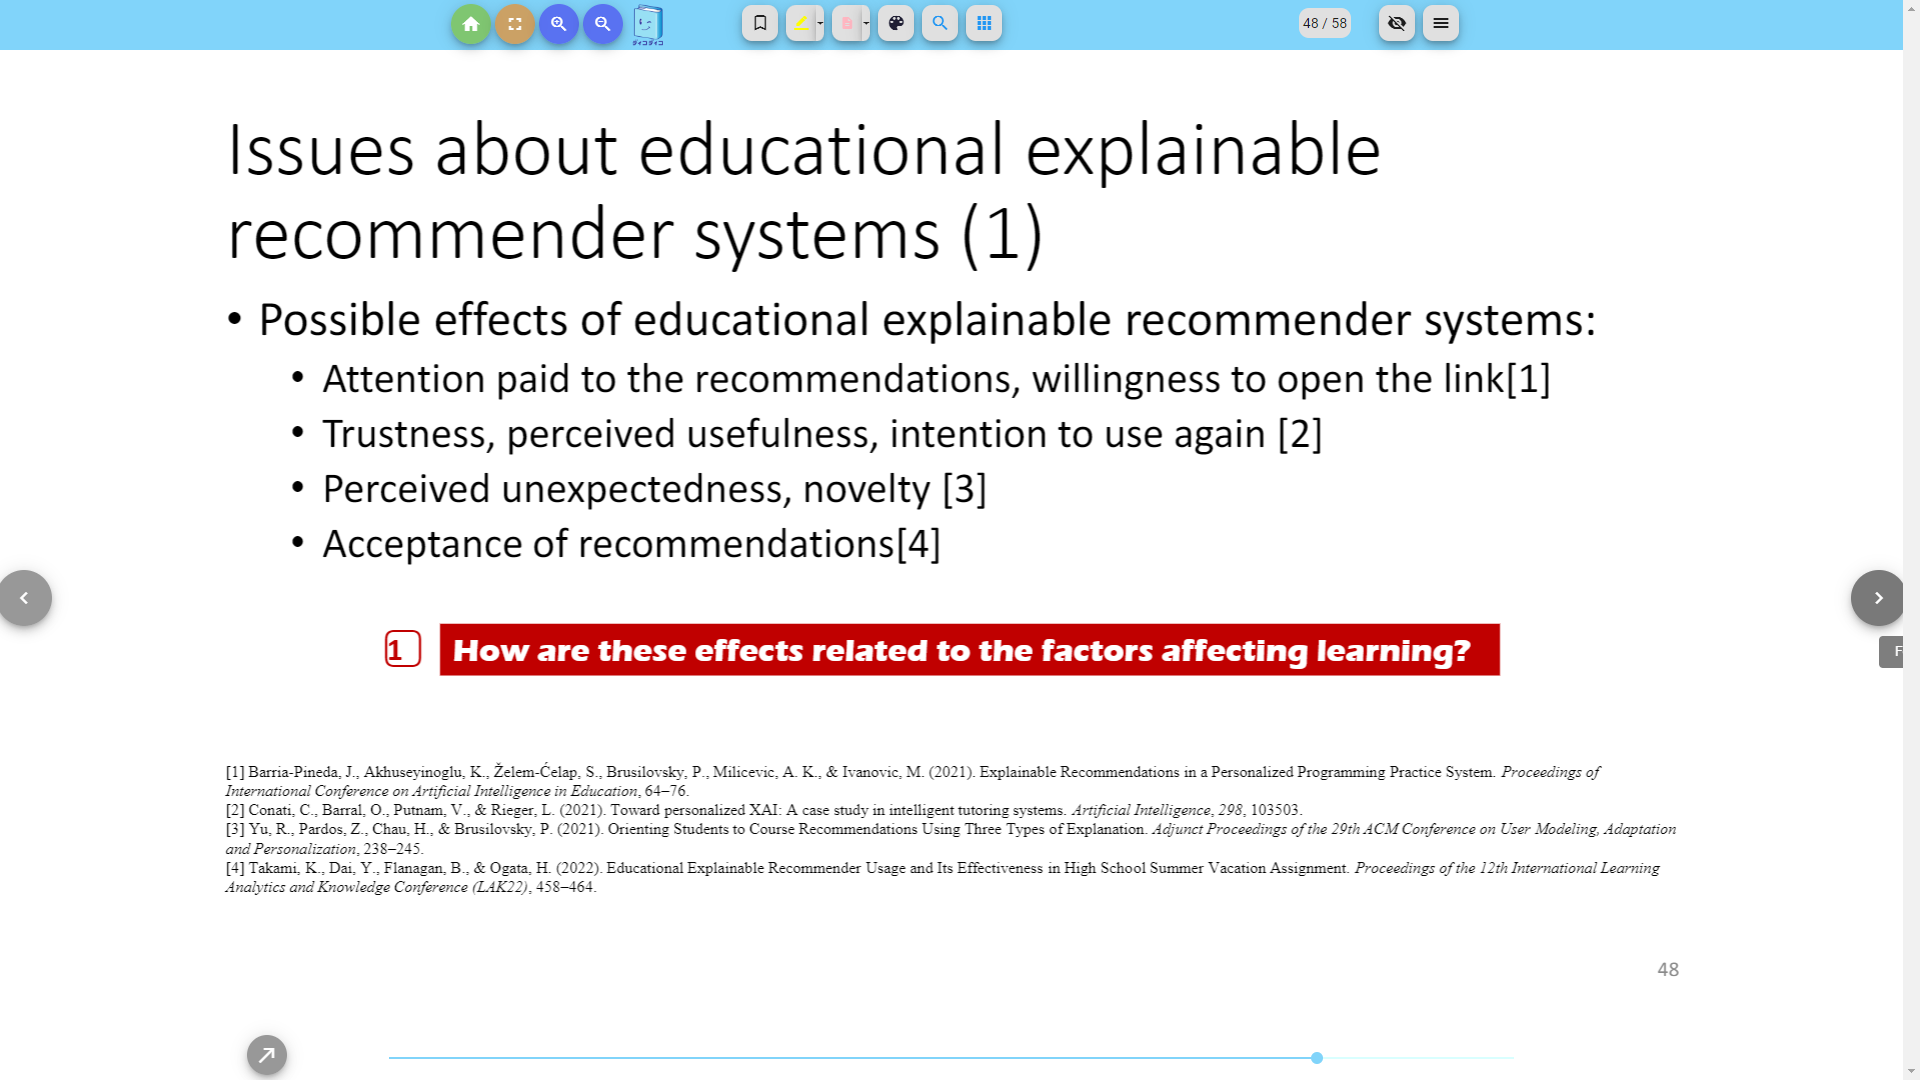 ダイコダイコ
48 / 58
Issues about educational explainable
recommender systems (1)
• Possible effects of educational explainable recommender systems:
• Attention paid to the recommendations, willingness to open the link[1]
• Trustness, perceived usefulness, intention to use again [2]
• Perceived unexpectedness, novelty [3]
• Acceptance of recommendations[4]
1 How are these effects related to the factors affecting learning?
F
[1] Barria-Pineda, J., Akhuseyinoglu, K., Želem-Ćelap, S., Brusilovsky, P., Milicevic, A. K., & Ivanovic, M. (2021). Explainable Recommendations in a Personalized Programming Practice System. Proceedings of
International Conference on Artificial Intelligence in Education, 64–76.
[2] Conati, C., Barral, O., Putnam, V., & Rieger, L. (2021). Toward personalized XAI: A case study in intelligent tutoring systems. Artificial Intelligence, 298, 103503.
[3] Yu, R., Pardos, Z., Chau, H., & Brusilovsky, P. (2021). Orienting Students to Course Recommendations Using Three Types of Explanation. Adjunct Proceedings of the 29th ACM Conference on User Modeling, Adaptation
and Personalization, 238–245.
[4] Takami, K., Dai, Y., Flanagan, B., & Ogata, H. (2022). Educational Explainable Recommender Usage and Its Effectiveness in High School Summer Vacation Assignment. Proceedings of the 12th International Learning
Analytics and Knowledge Conference (LAK22), 458–464.
48